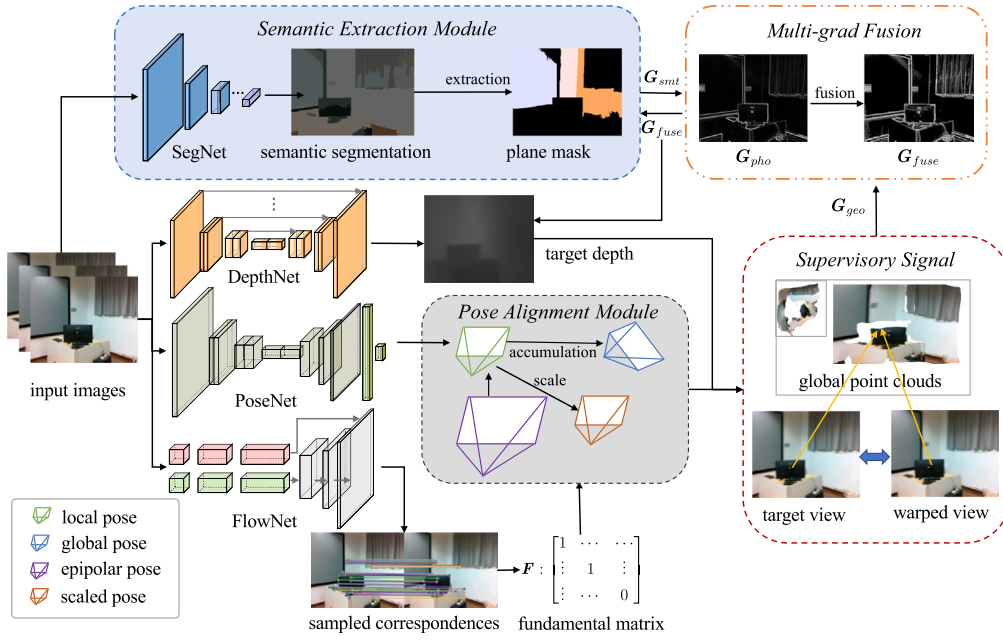 Semantic Extraction Module
SegNet
semantic segmentation
extraction
plane mask
G_smt
G_fuse
Multi-grad Fusion
fusion
G_pho
G_fuse
G_geo
input images
DepthNet
target depth
PoseNet
FlowNet
Pose Alignment Module
accumulation
scale
Supervisory Signal
global point clouds
target view
warped view
local pose
global pose
epipolar pose
scaled pose
sampled correspondences
F : [1 ⋯ ⋯
⋮ 1 ⋮
⋮ ⋯ 0]
fundamental matrix